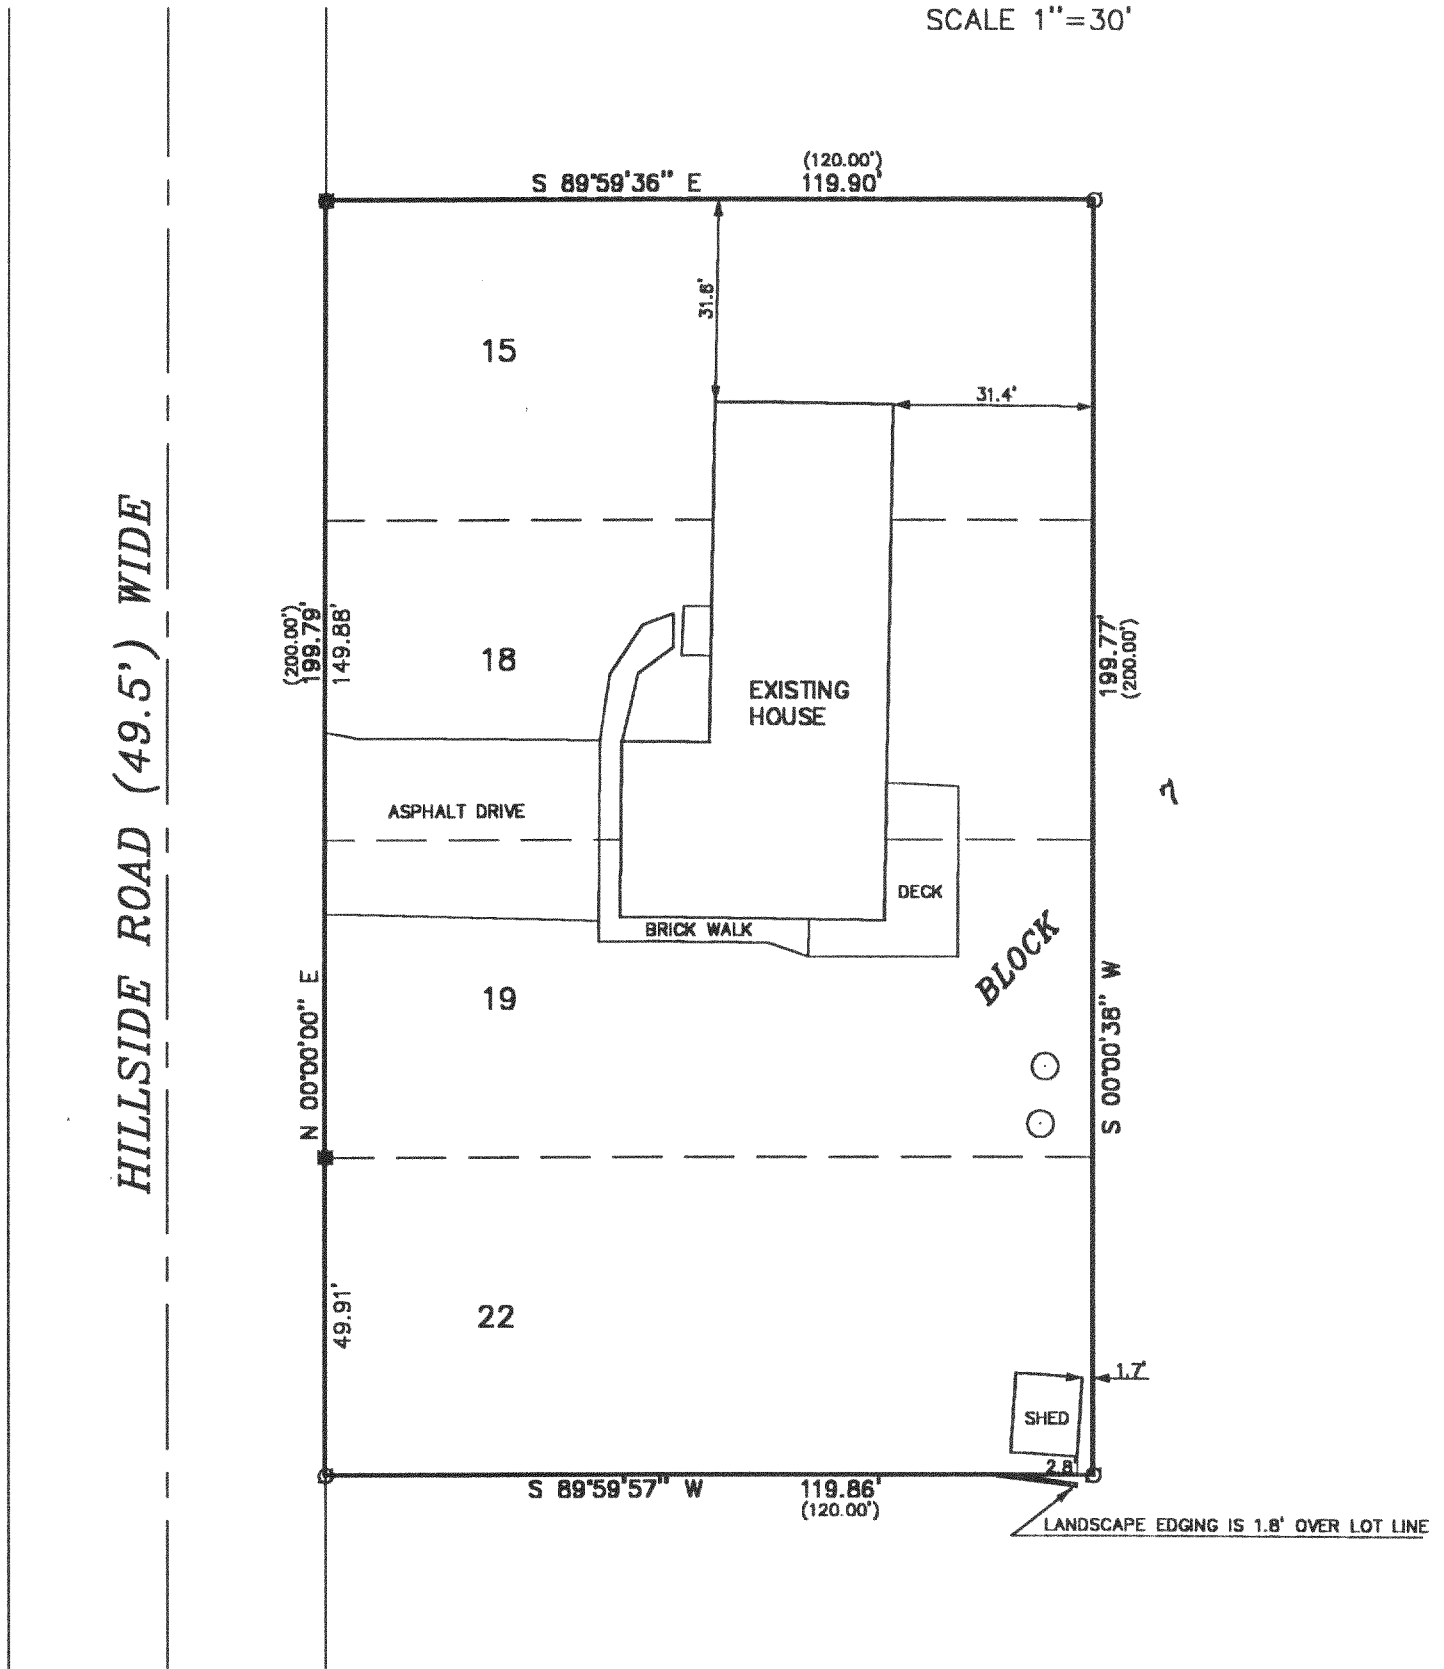 SCALE 1"=30'
(120.00')
S 89°59'36" E 119.90'
31.6'
15
31.4'
HILLSIDE ROAD (49.5') WIDE
(200.00')
199.79'
149.88'
18
EXISTING
HOUSE
199.77'
(200.00')
7
ASPHALT DRIVE
DECK
BRICK WALK
BLOCK
N 00°00'00" E
19
S 00°00'38" W
49.91'
22
1.7'
SHED
2.8'
S 89°59'57" W 119.86'
(120.00')
LANDSCAPE EDGING IS 1.8' OVER LOT LINE